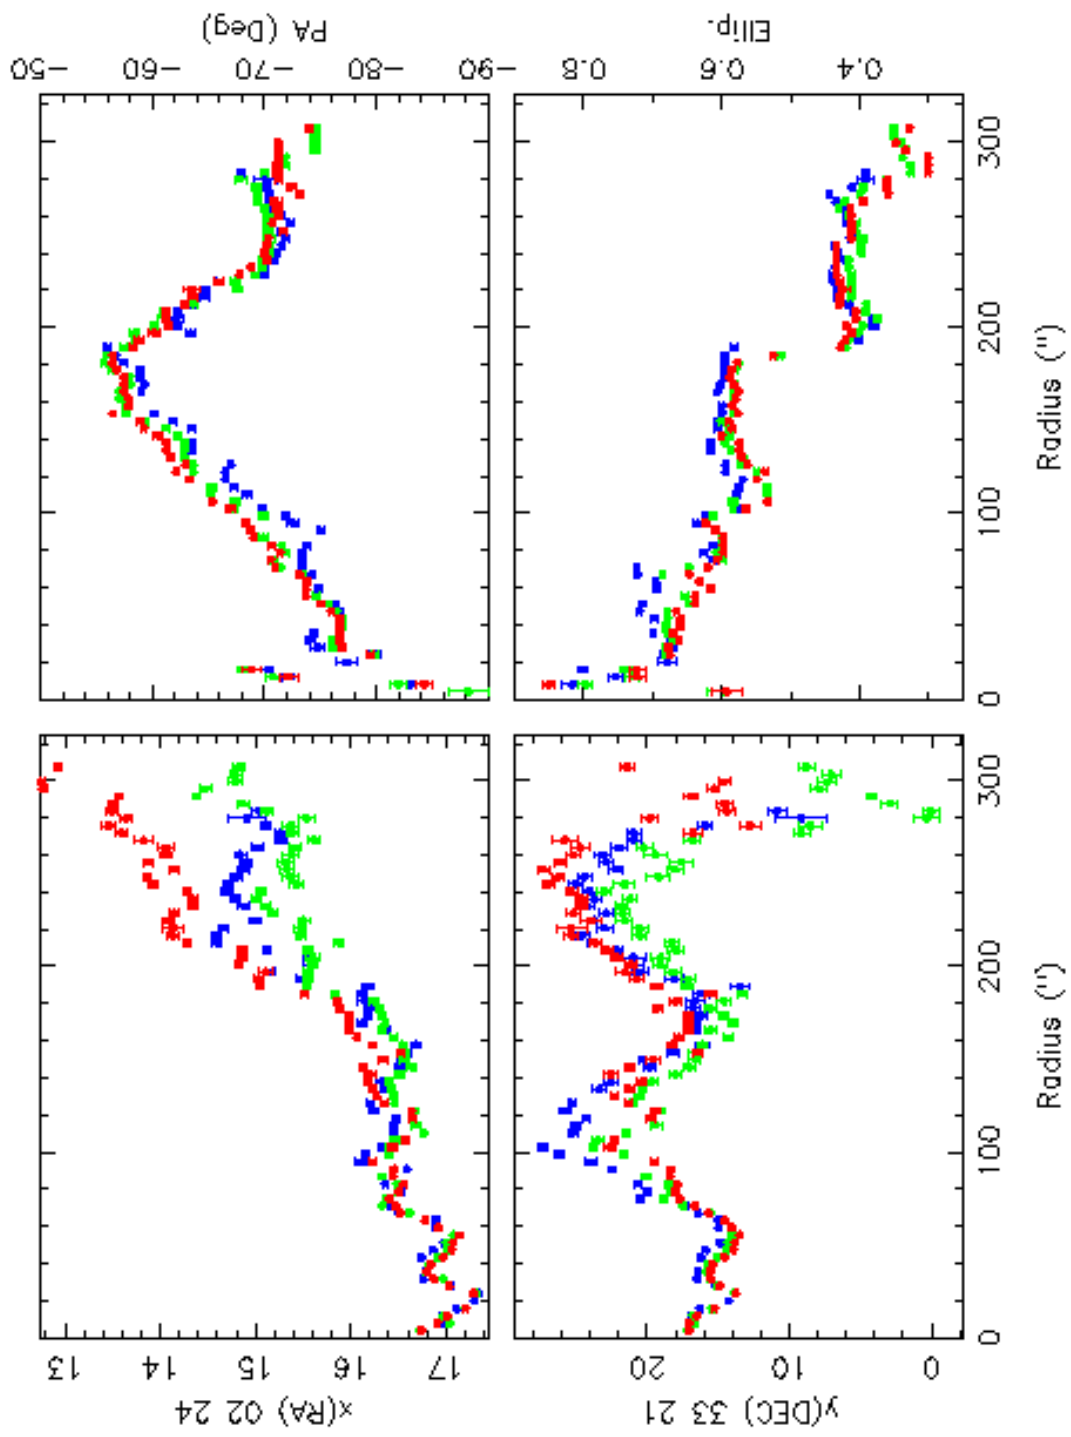 PA (Deg)
-50 -60 -70 -80 -90
Ellip.
0.8 0.6 0.4
0 100 200 300
Radius (")
x(RA) 02 24
13 14 15 16 17
y(DEC) 33 21
20 10 0
0 100 200 300
Radius (")